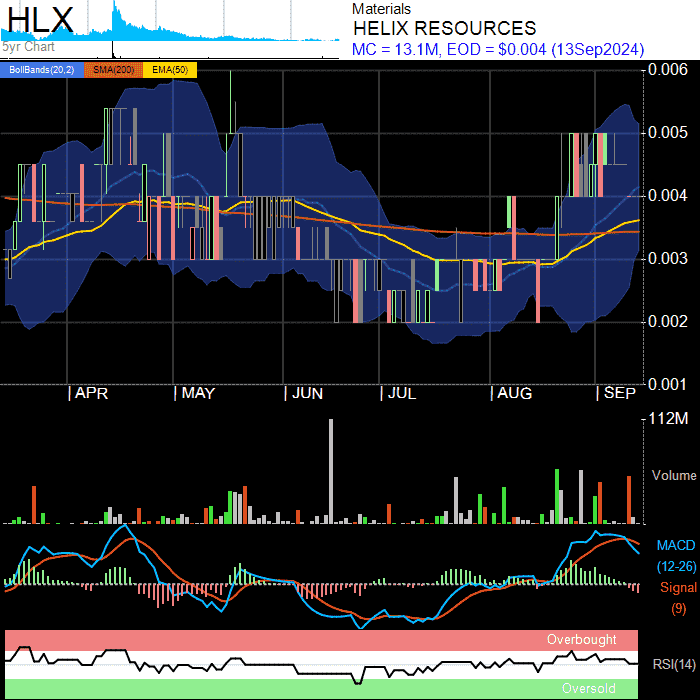 HLX
5yr Chart
Materials
HELIX RESOURCES
MC = 13.1M, EOD = $0.004 (13Sep2024)
BollBands(20,2) SMA(200) EMA(50)
0.006
0.005
0.004
0.003
0.002
0.001
APR MAY JUN JUL AUG SEP
112M
Volume
MACD
(12-26)
Signal
(9)
Overbought
RSI(14)
Oversold